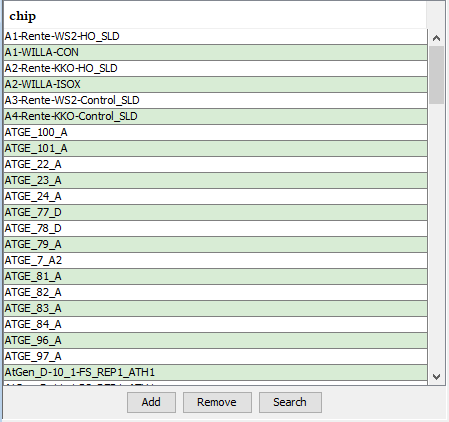 chip
A1-Rente-WS2-HO_SLD
A1-WILLA-CON
A2-Rente-KKO-HO_SLD
A2-WILLA-ISOX
A3-Rente-WS2-Control_SLD
A4-Rente-KKO-Control_SLD
ATGE_100_A
ATGE_101_A
ATGE_22_A
ATGE_23_A
ATGE_24_A
ATGE_77_D
ATGE_78_D
ATGE_79_A
ATGE_7_A2
ATGE_81_A
ATGE_82_A
ATGE_83_A
ATGE_84_A
ATGE_96_A
ATGE_97_A
AtGen_D-10_1-FS_REP1_ATH1
Add Remove Search